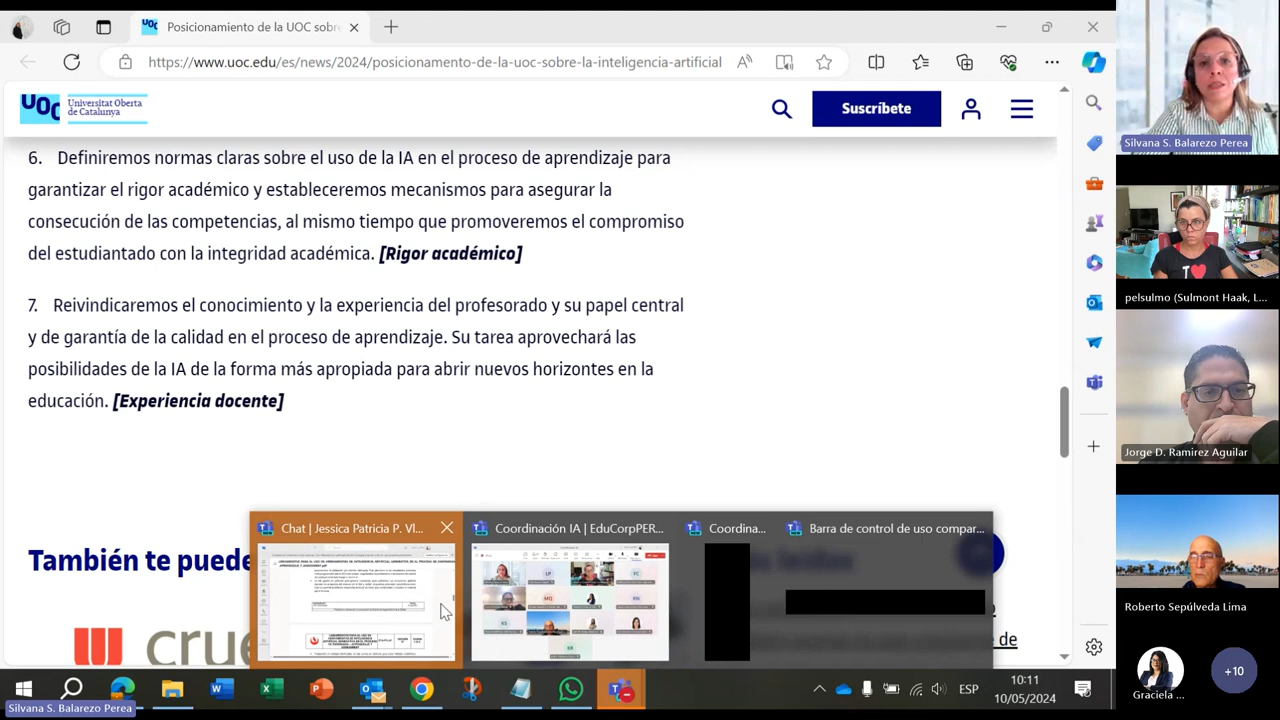 Posicionamiento de la UOC sobre
https://www.uoc.edu/es/news/2024/posicionamento-de-la-uoc-sobre-la-inteligencia-artificial
UOC
Universitat Oberta
de Catalunya
Suscríbete
6. Definiremos normas claras sobre el uso de la IA en el proceso de aprendizaje para
garantizar el rigor académico y estableceremos mecanismos para asegurar la
consecución de las competencias, al mismo tiempo que promoveremos el compromiso
del estudiantado con la integridad académica. [Rigor académico]
7. Reivindicaremos el conocimiento y la experiencia del profesorado y su papel central
y de garantía de la calidad en el proceso de aprendizaje. Su tarea aprovechará las
posibilidades de la IA de la forma más apropiada para abrir nuevos horizontes en la
educación. [Experiencia docente]
También te puede
crue
de
Chat | Jessica Patricia P. Vl...
Coordinación IA | EduCorpPER...
Coordina...
Barra de control de uso compar...
ESP
10:11
10/05/2024
Silvana S. Balarezo Perea
Silvana S. Balarezo Perea
I ♥
pelsulmo (Sulmont Haak, L...
Jorge D. Ramirez Aguilar
Roberto Sepúlveda Lima
Graciela ...
+10